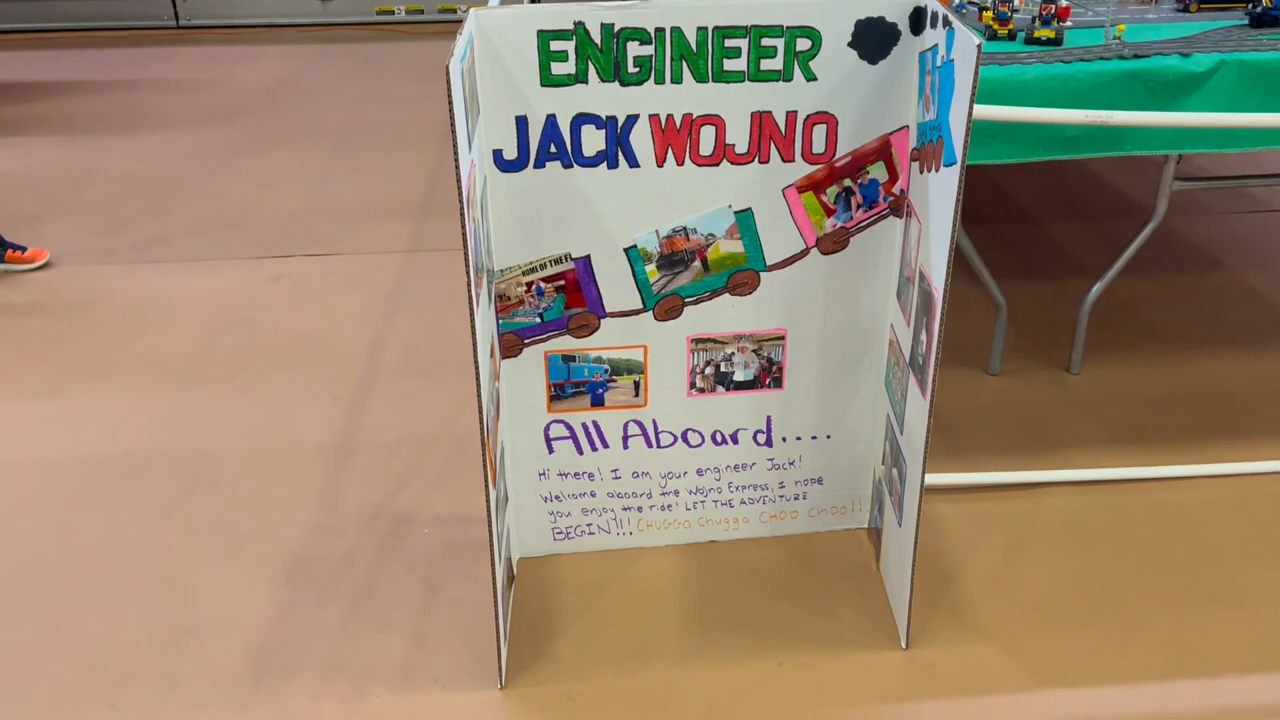 ENGINEER
JACK WOJNO
HOME OF THE
All Aboard....
Hi there! I am your engineer Jack!
Welcome aboard the Wojno Express, I hope
you enjoy the ride! LET THE ADVENTURE
BEGIN!!! CHUGGA Chugga CHOO Choo!!!